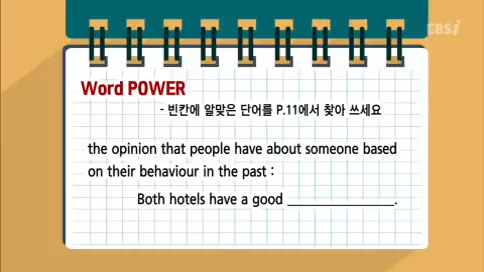 EBSi
Word POWER
- 빈칸에 알맞은 단어를 P.11에서 찾아 쓰세요
the opinion that people have about someone based
on their behaviour in the past :
Both hotels have a good ________________.